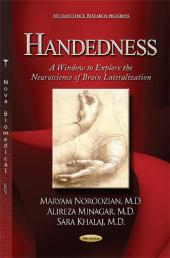 NEUROSCIENCE RESEARCH PROGRESS
HANDEDNESS
A Window to Explore the
Neuroscience of Brain Lateralization
Nova Biomedical
MARYAM NOROOZIAN, M.D.
ALIREZA MINAGAR, M.D.
SARA KHALAJ, M.D.